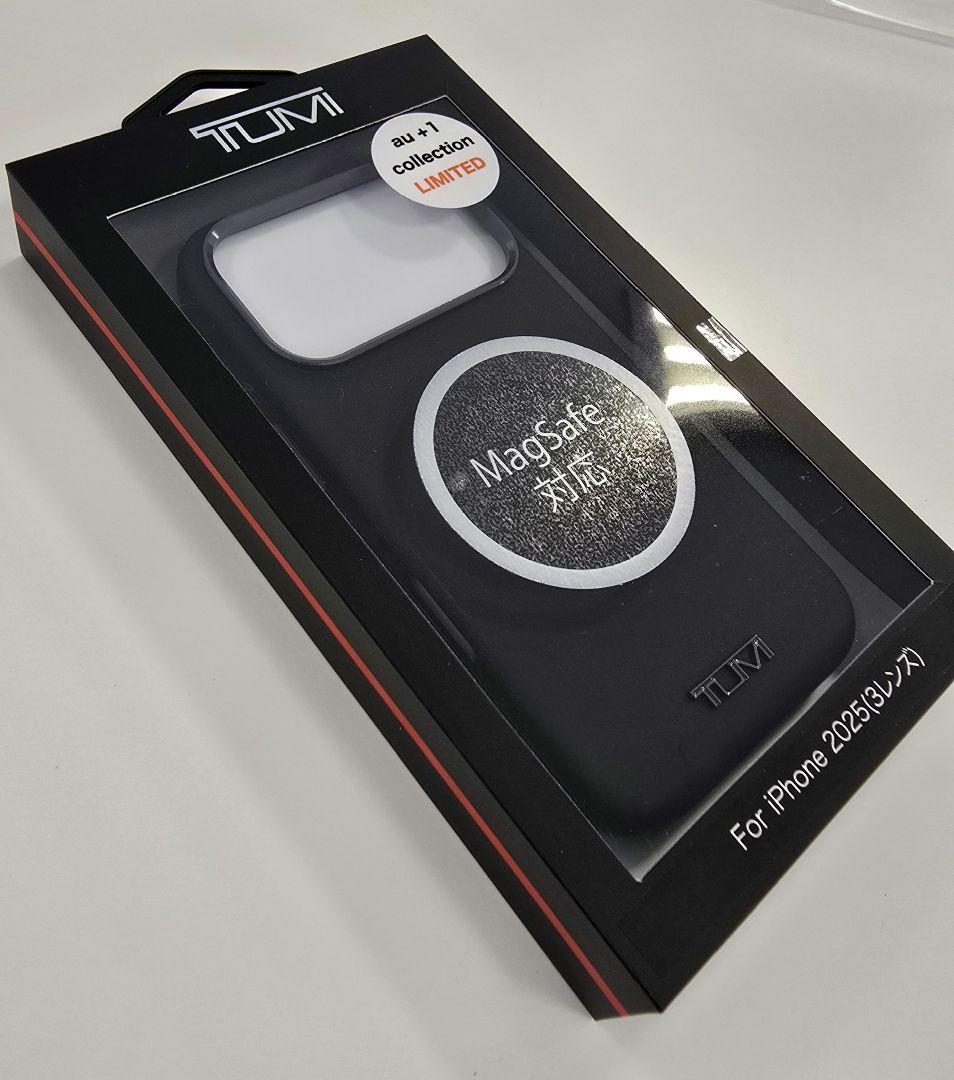 TUMI
au +1
collection
LIMITED
MagSafe
対応
TUMI
For iPhone 2025(3レンズ)